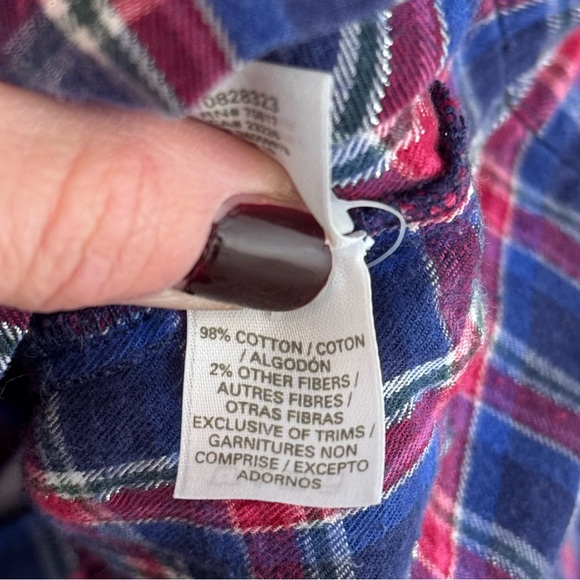 98% COTTON / COTON
/ ALGODÓN
2% OTHER FIBERS /
AUTRES FIBRES /
OTRAS FIBRAS
EXCLUSIVE OF TRIMS /
GARNITURES NON
COMPRISE / EXCEPTO
ADORNOS